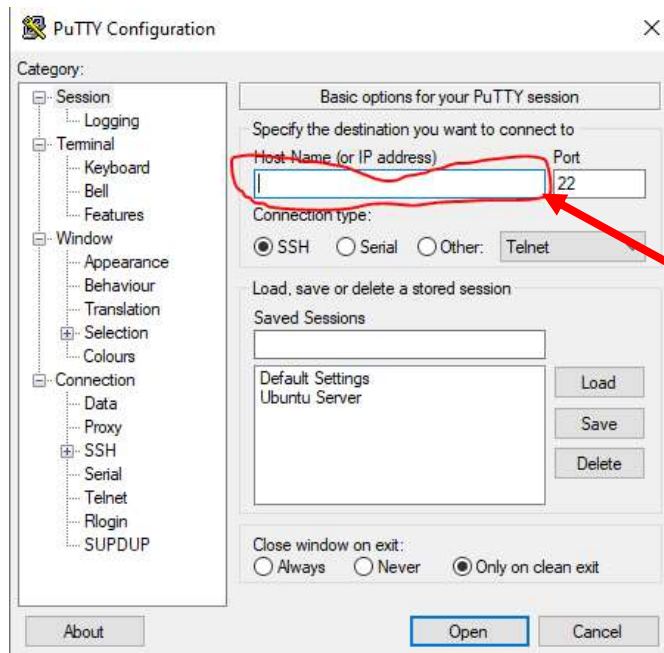 PuTTY Configuration
Category:
Session
Logging
Terminal
Keyboard
Bell
Features
Window
Appearance
Behaviour
Translation
Selection
Colours
Connection
Data
Proxy
SSH
Serial
Telnet
Rlogin
SUPDUP
Basic options for your PuTTY session
Specify the destination you want to connect to
Host Name (or IP address) Port
22
Connection type:
SSH Serial Other: Telnet
Load, save or delete a stored session
Saved Sessions
Default Settings
Ubuntu Server
Load
Save
Delete
Close window on exit:
Always Never Only on clean exit
About Open Cancel